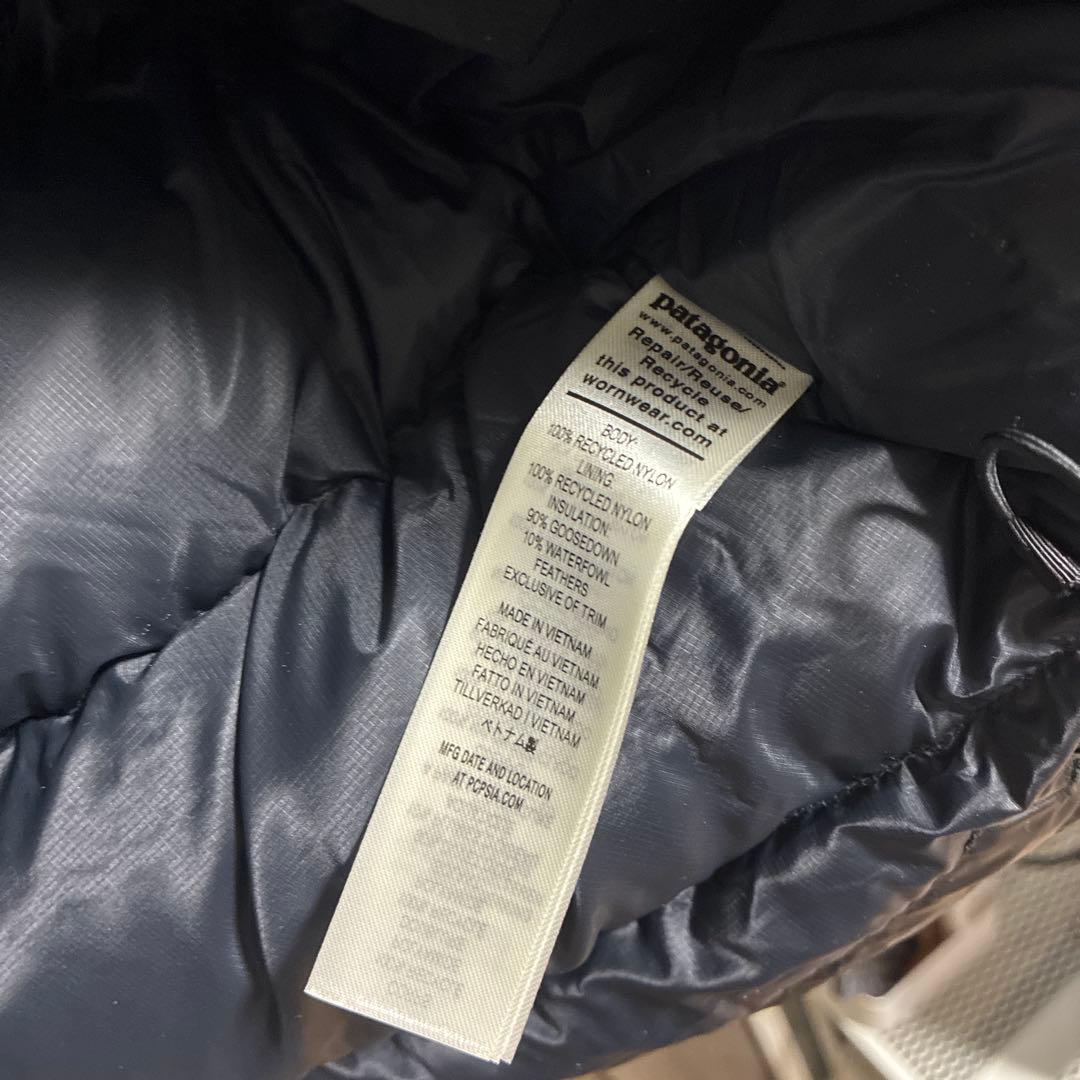 patagonia®
www.patagonia.com
Repair/Reuse/
Recycle
this product at
wornwear.com
BODY:
100% RECYCLED NYLON
LINING:
100% RECYCLED NYLON
INSULATION:
90% GOOSEDOWN
10% WATERFOWL
FEATHERS
EXCLUSIVE OF TRIM
MADE IN VIETNAM
FABRIQUÉ AU VIETNAM
HECHO EN VIETNAM
FATTO IN VIETNAM
TILLVERKAD I VIETNAM
ベトナム製
MFG DATE AND LOCATION
AT PCPSIA.COM